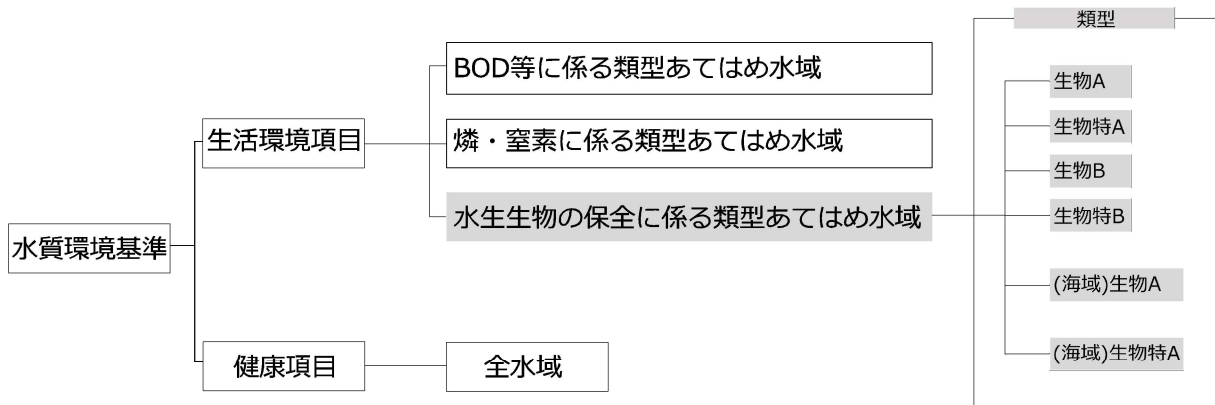 類型
BOD等に係る類型あてはめ水域
生活環境項目
燐・窒素に係る類型あてはめ水域
水生生物の保全に係る類型あてはめ水域
生物A
生物特A
生物B
生物特B
(海域)生物A
(海域)生物特A
水質環境基準
健康項目
全水域